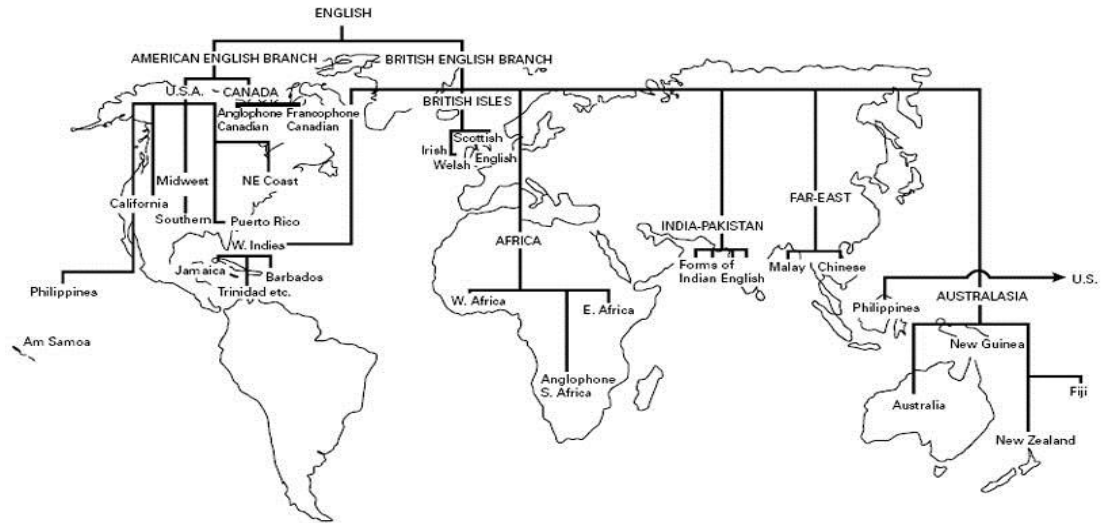 ENGLISH
AMERICAN ENGLISH BRANCH
BRITISH ENGLISH BRANCH
U.S.A.
CANADA
BRITISH ISLES
Anglophone
Canadian
Francophone
Canadian
Scottish
Irish
Welsh
English
Midwest
NE Coast
California
Southern
Puerto Rico
W. Indies
Jamaica
Barbados
Trinidad etc.
Philippines
Am Samoa
AFRICA
W. Africa
E. Africa
Anglophone
S. Africa
INDIA-PAKISTAN
Forms of
Indian English
FAR-EAST
Malay
Chinese
U.S.
Philippines
AUSTRALASIA
New Guinea
Australia
Fiji
New Zealand